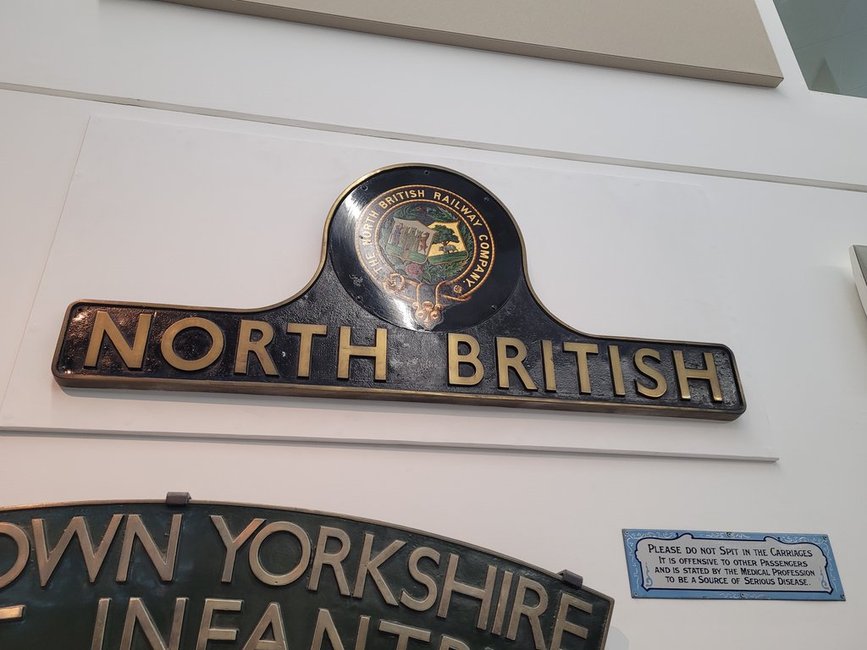 THE NORTH BRITISH RAILWAY COMPANY.
NORTH BRITISH
OWN YORKSHIRE
INFANTR
PLEASE DO NOT SPIT IN THE CARRIAGES
IT IS OFFENSIVE TO OTHER PASSENGERS
AND IS STATED BY THE MEDICAL PROFESSION
TO BE A SOURCE OF SERIOUS DISEASE.